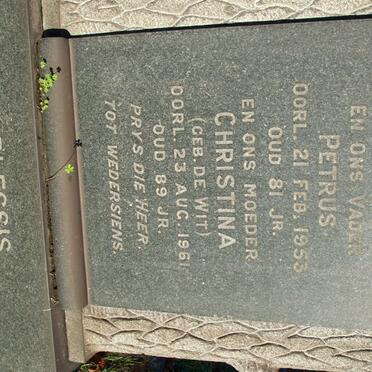 EN ONS VADER
PETRUS
OORL. 21 FEB. 1953
OUD 81 JR.
EN ONS MOEDER
CHRISTINA
(GEB. DE WIT)
OORL. 23 AUG. 1961
OUD 89 JR.
PRYS DIE HEER.
TOT WEDERSIENS.